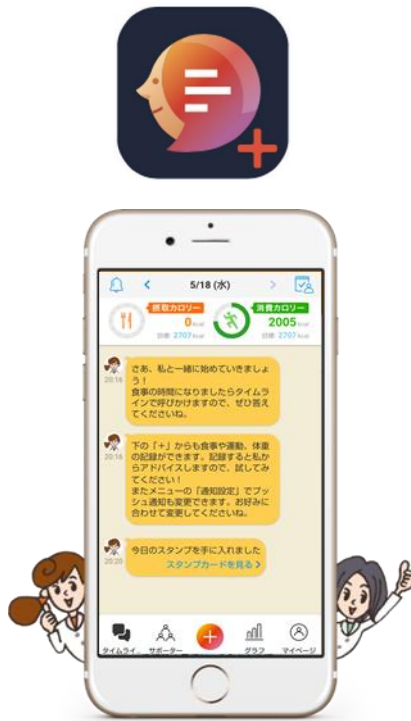 5/18 (水)
摂取カロリー
0kcal
目標: 2707kcal
消費カロリー
2005kcal
目標: 2707kcal
さあ、私と一緒に始めていきましょ
う！
食事の時間になりましたらタイムラ
インで呼びかけますので、ぜひ答え
てくださいね。
20:16
下の「+」からも食事や運動、体重
の記録ができます。記録すると私か
らアドバイスしますので、試してみ
てください！
またメニューの「通知設定」でプッ
シュ通知も変更できます。お好みに
合わせて変更してくださいね。
20:16
今日のスタンプを手に入れました
スタンプカードを見る >
20:20
タイムライ...
サポーター
グラフ
マイページ